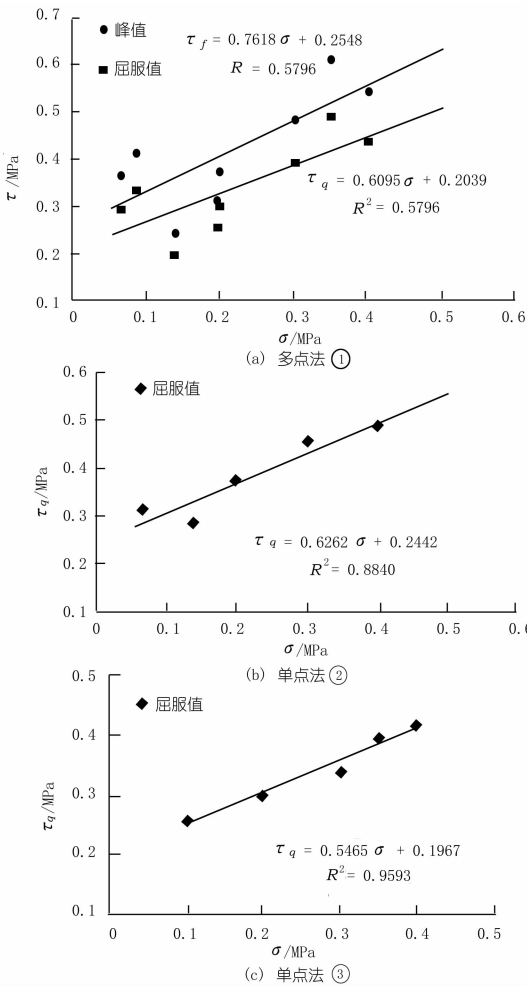 0.7
峰值
τf = 0.7618σ + 0.2548
0.6
屈服值
R = 0.5796
0.5
0.4
τ/MPa
τq = 0.6095σ + 0.2039
0.3
R² = 0.5796
0.2
0.1
0 0.1 0.2 0.3 0.4 0.5 0.6
σ/MPa
(a) 多点法 ①
0.6
屈服值
0.5
0.4
τq/MPa
0.3
τq = 0.6262 σ + 0.2442
0.2
R² = 0.8840
0.1
0 0.1 0.2 0.3 0.4 0.5 0.6
σ/MPa
(b) 单点法 ②
0.5
屈服值
0.4
τq/MPa
0.3
0.2
τq = 0.5465 σ + 0.1967
R² = 0.9593
0.1
0 0.1 0.2 0.3 0.4 0.5
σ/MPa
(c) 单点法 ③